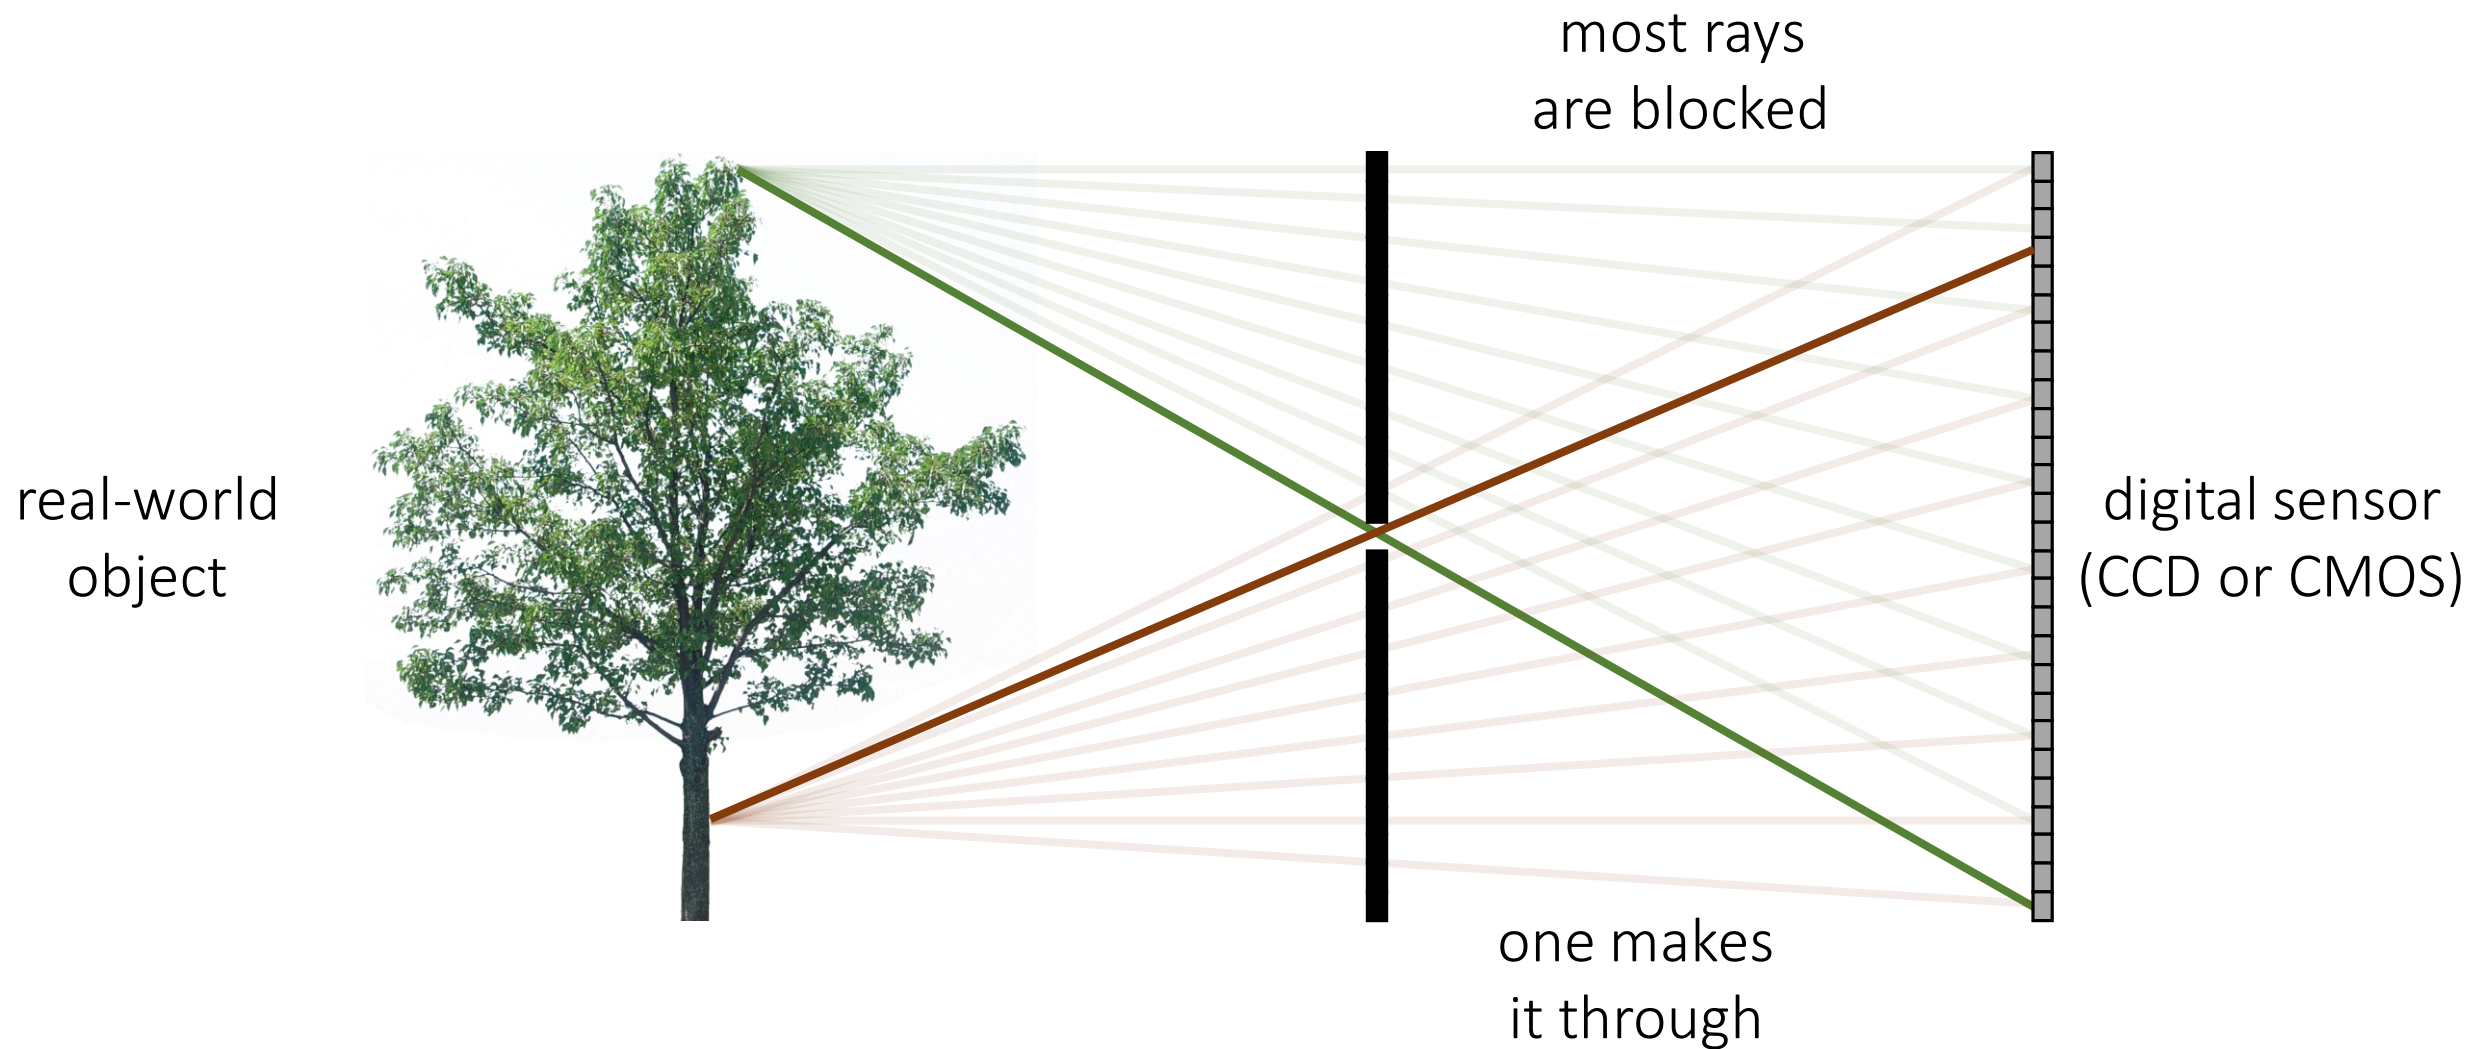 most rays
are blocked
real-world
object
digital sensor
(CCD or CMOS)
one makes
it through